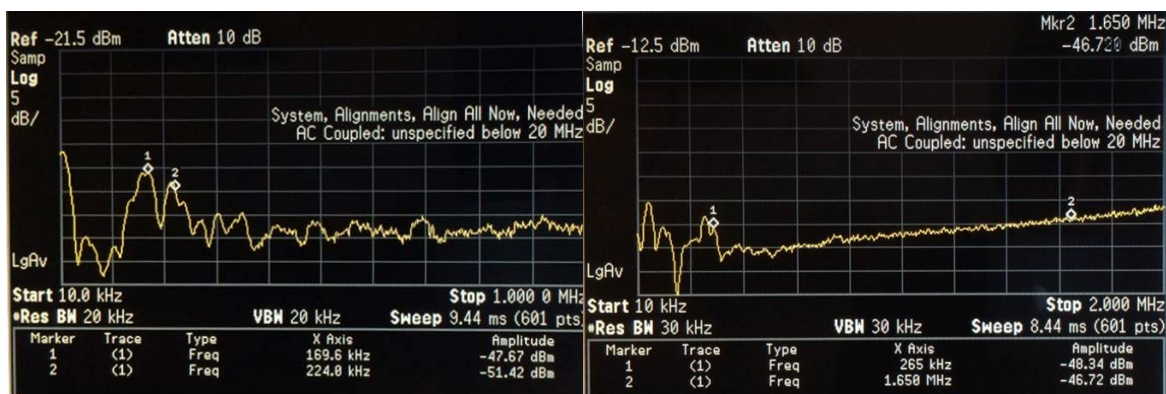 Ref -21.5 dBm Atten 10 dB
Samp
Log
5
dB/
System, Alignments, Align All Now, Needed
AC Coupled: unspecified below 20 MHz
1
2
LgAv
Start 10.0 kHz Stop 1.000 0 MHz
*Res BW 20 kHz VBW 20 kHz Sweep 9.44 ms (601 pts)
Marker Trace Type X Axis Amplitude
1 (1) Freq 169.6 kHz -47.67 dBm
2 (1) Freq 224.0 kHz -51.42 dBm
Mkr2 1.650 MHz
Ref -12.5 dBm Atten 10 dB -46.720 dBm
Samp
Log
5
dB/
System, Alignments, Align All Now, Needed
AC Coupled: unspecified below 20 MHz
1
2
LgAv
Start 10 kHz Stop 2.000 MHz
*Res BW 30 kHz VBW 30 kHz Sweep 8.44 ms (601 pts)
Marker Trace Type X Axis Amplitude
1 (1) Freq 265 kHz -48.34 dBm
2 (1) Freq 1.650 MHz -46.72 dBm